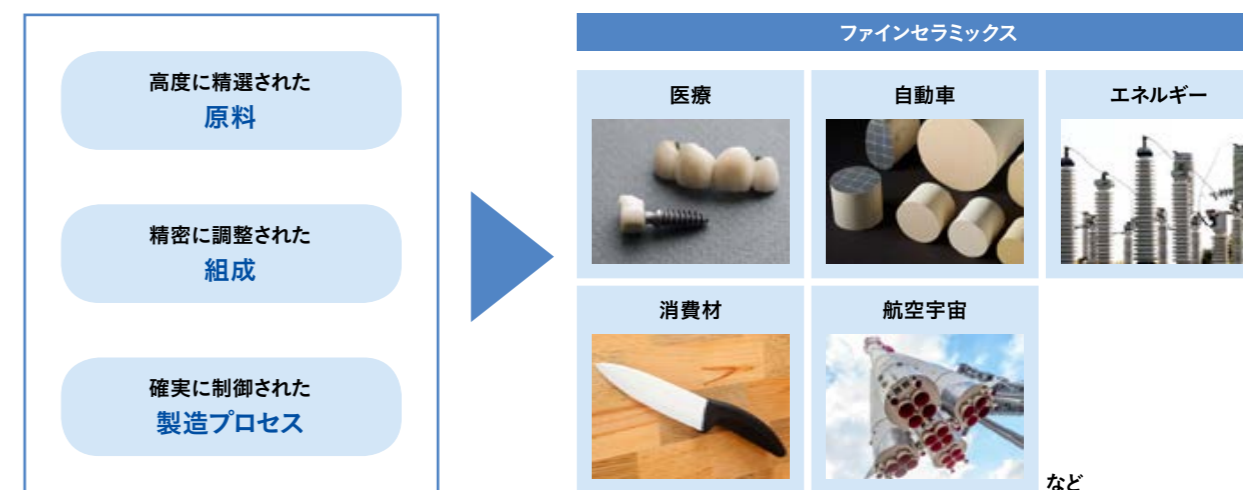 高度に精選された
原料
精密に調整された
組成
確実に制御された
製造プロセス
ファインセラミックス
医療
自動車
エネルギー
消費材
航空宇宙
など